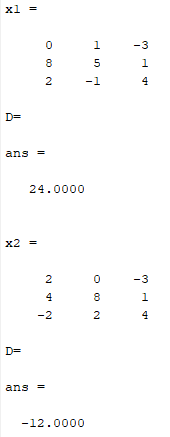 x1 =
0 1 -3
8 5 1
2 -1 4
D=
ans =
24.0000
x2 =
2 0 -3
4 8 1
-2 2 4
D=
ans =
-12.0000